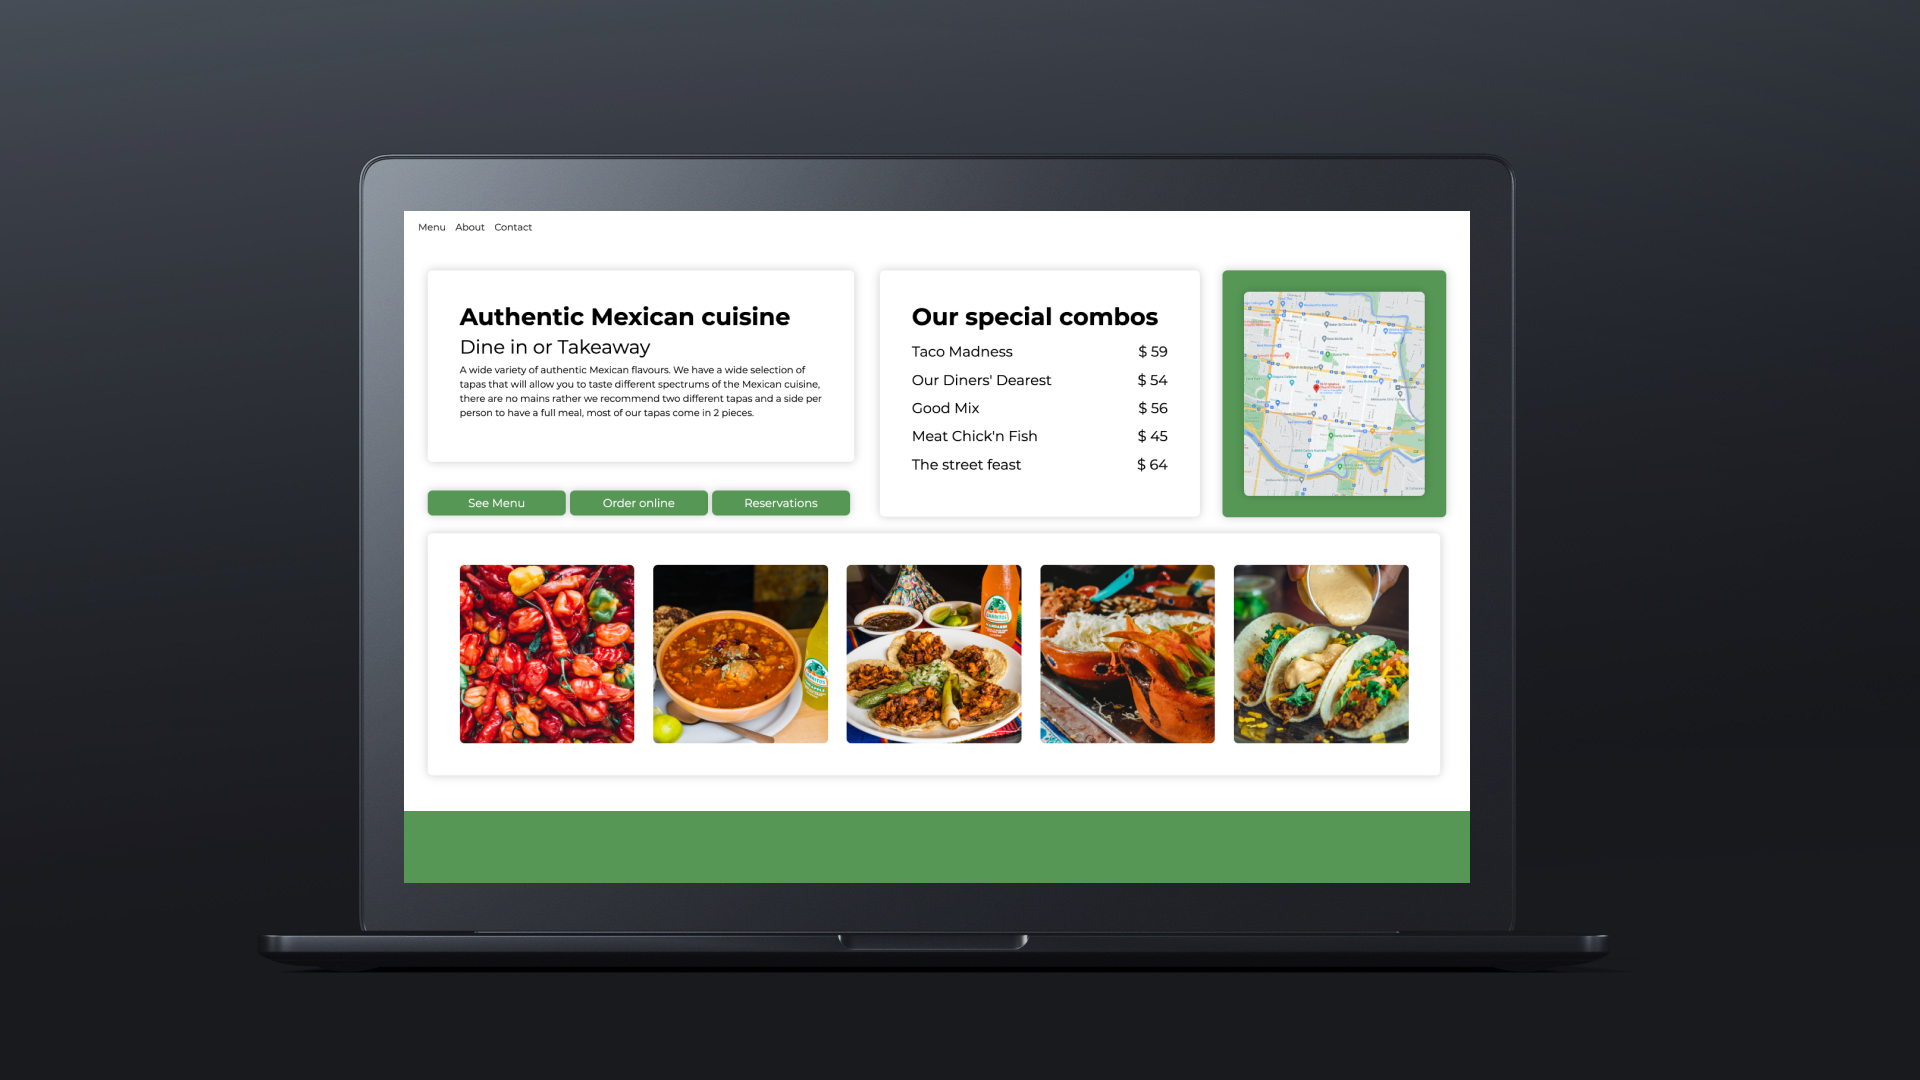 Menu About Contact
Authentic Mexican cuisine
Dine in or Takeaway
A wide variety of authentic Mexican flavours. We have a wide selection of
tapas that will allow you to taste different spectrums of the Mexican cuisine,
there are no mains rather we recommend two different tapas and a side per
person to have a full meal, most of our tapas come in 2 pieces.
See Menu
Order online
Reservations
Our special combos
Taco Madness $ 59
Our Diners' Dearest $ 54
Good Mix $ 56
Meat Chick'n Fish $ 45
The street feast $ 64